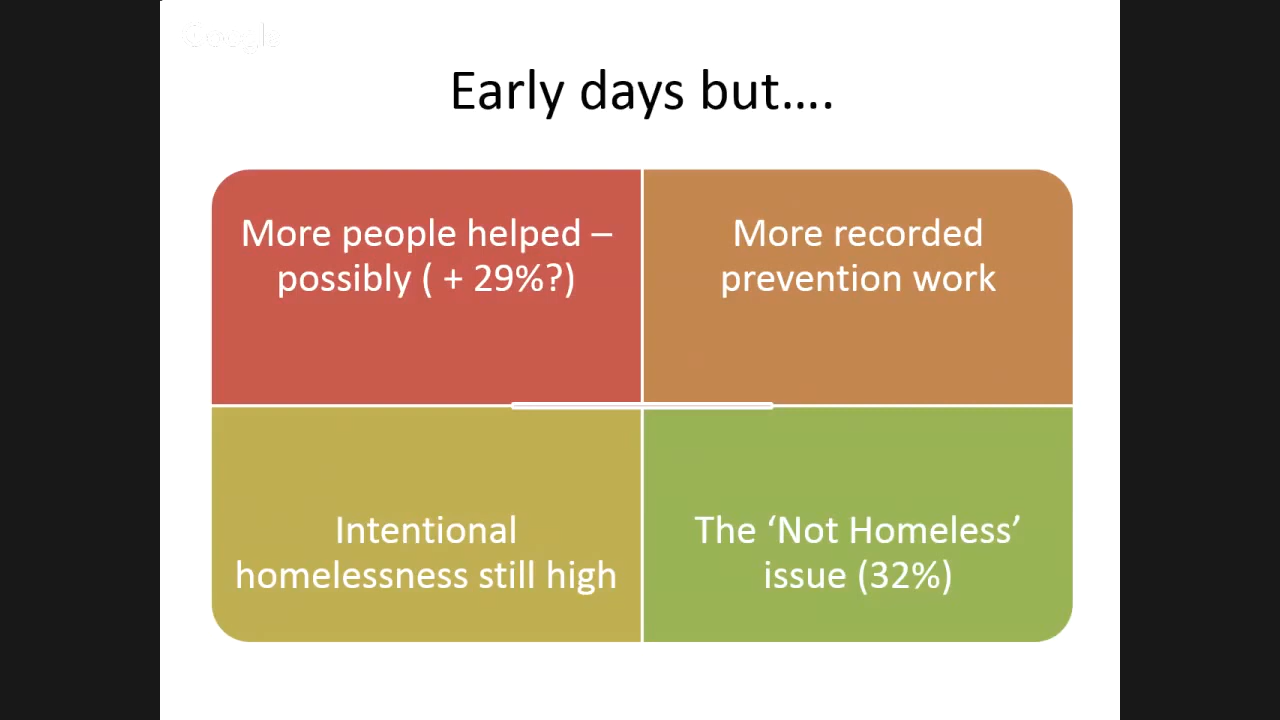 Google
Early days but....
More people helped –
possibly ( + 29%?)
More recorded
prevention work
Intentional
homelessness still high
The ‘Not Homeless’
issue (32%)